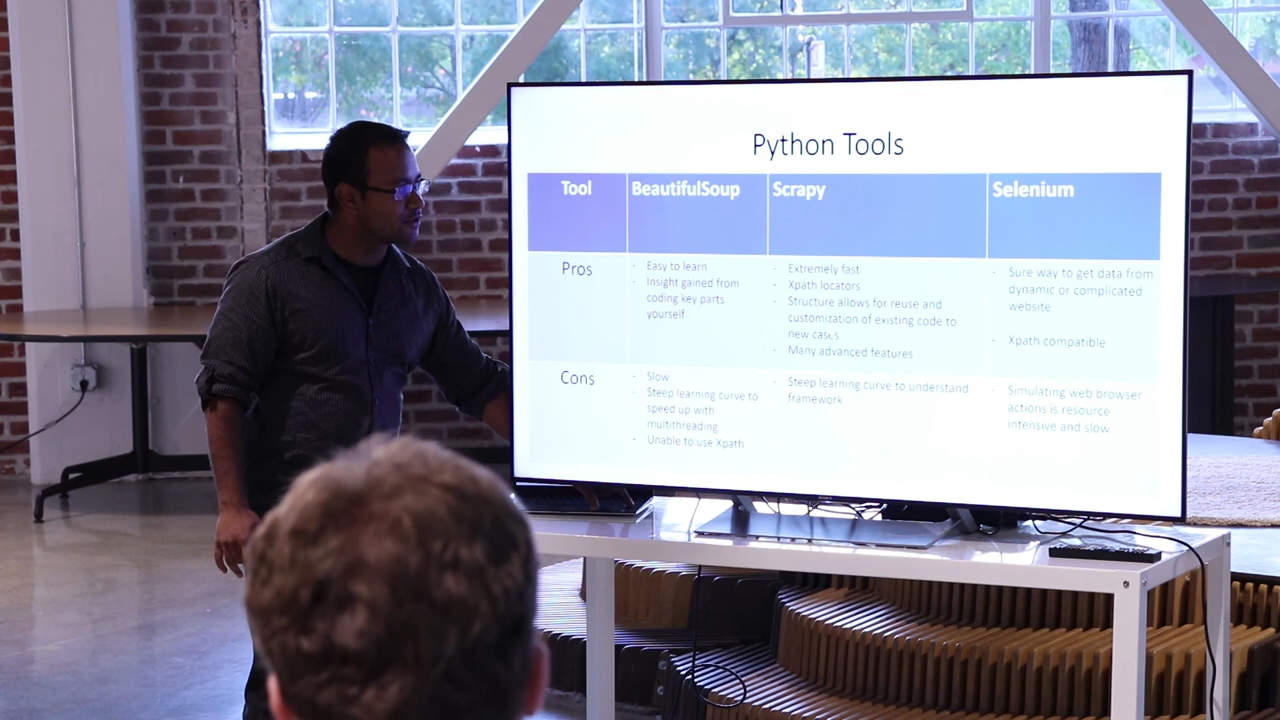 Python Tools
Tool
BeautifulSoup
Scrapy
Selenium
Pros
- Easy to learn
- Insight gained from
coding key parts
yourself
- Extremely fast
- Xpath locators
- Structure allows for reuse and
customization of existing code to
new cases
- Many advanced features
- Sure way to get data from
dynamic or complicated
website
- Xpath compatible
Cons
- Slow
- Steep learning curve to
speed up with
multithreading
- Unable to use Xpath
- Steep learning curve to understand
framework
- Simulating web browser
actions is resource
intensive and slow
SONY